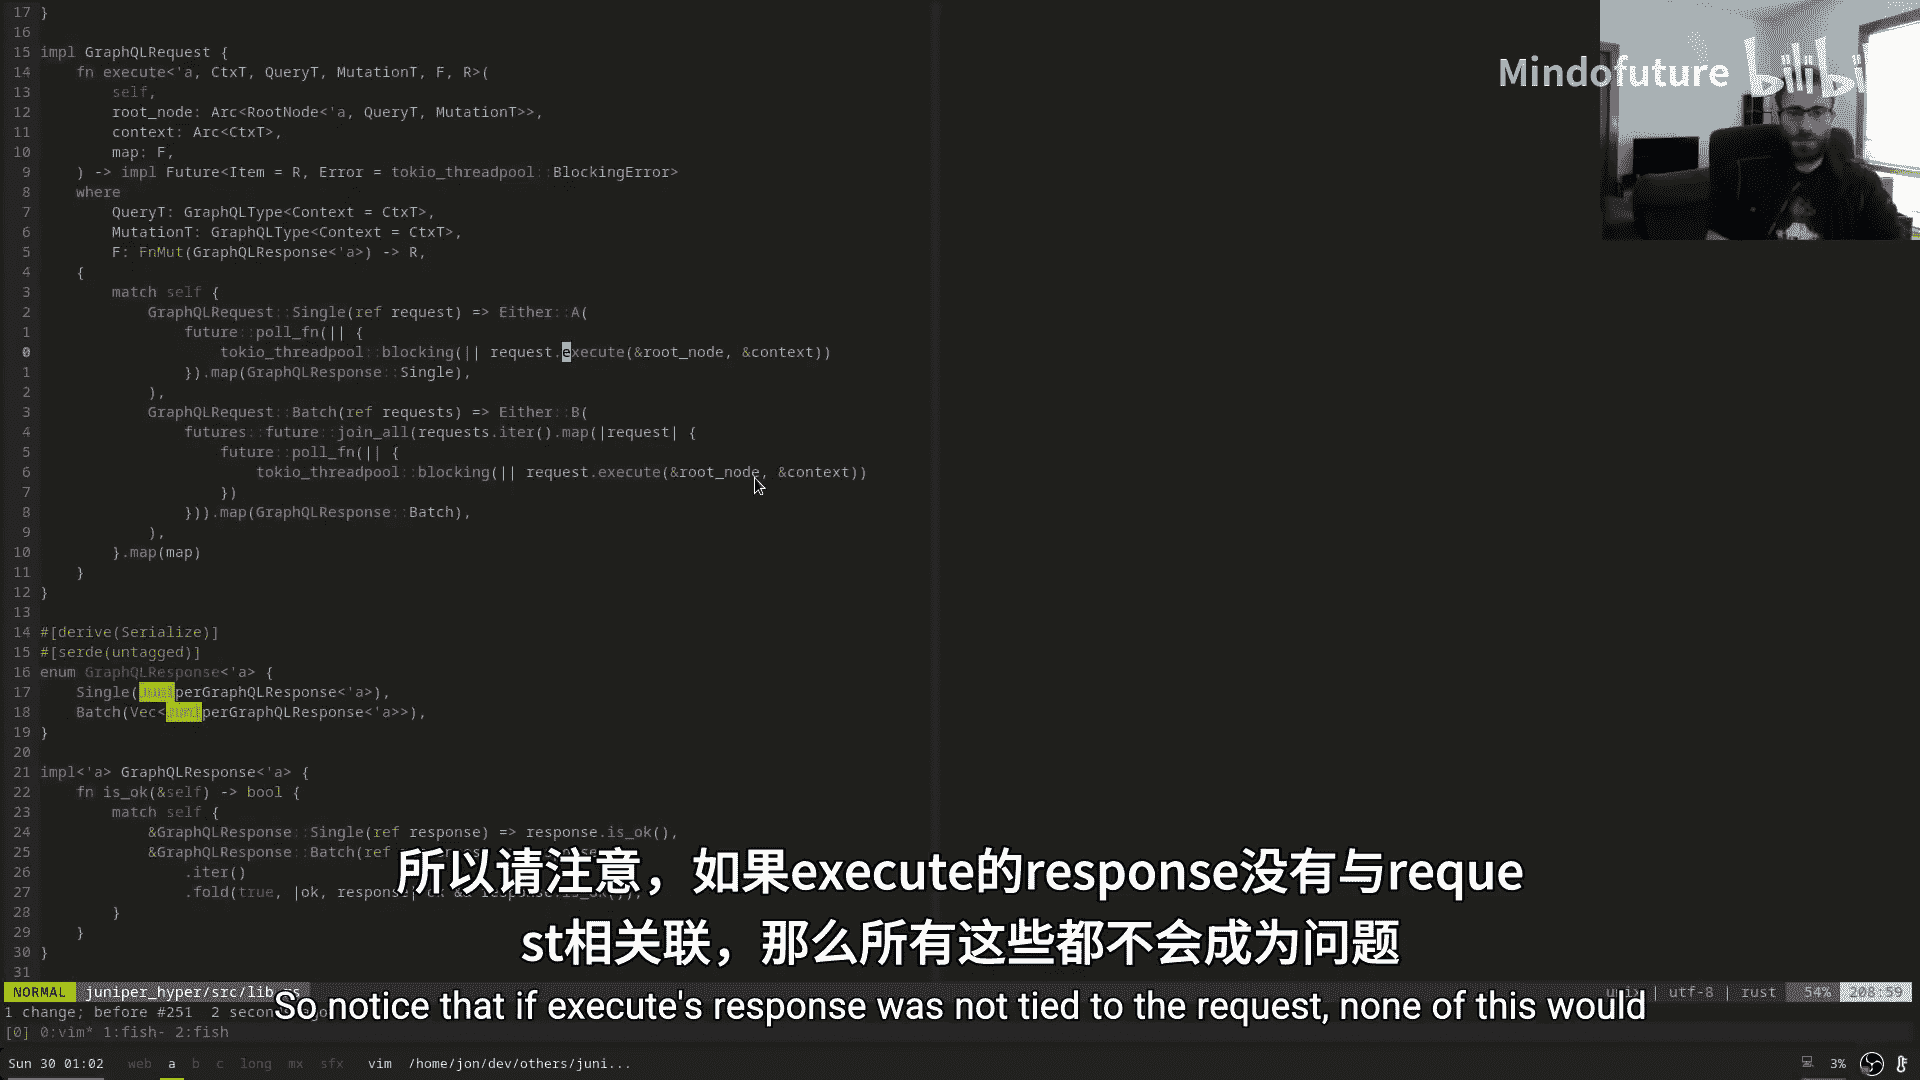 17 }
16
15 impl GraphQLRequest {
14     fn execute<'a, CtxT, QueryT, MutationT, F, R>(
13         self,
12         root_node: Arc<RootNode<'a, QueryT, MutationT>>,
11         context: Arc<CtxT>,
10         map: F,
9     ) -> impl Future<Item = R, Error = tokio_threadpool::BlockingError>
8     where
7         QueryT: GraphQLType<Context = CtxT>,
6         MutationT: GraphQLType<Context = CtxT>,
5         F: FnMut(GraphQLResponse<'a>) -> R,
4     {
3         match self {
2             GraphQLRequest::Single(ref request) => Either::A(
1                 future::poll_fn(|| {
0                     tokio_threadpool::blocking(|| request.execute(&root_node, &context))
1                 }).map(GraphQLResponse::Single),
2             ),
3             GraphQLRequest::Batch(ref requests) => Either::B(
4                 futures::future::join_all(requests.iter().map(|request| {
5                     future::poll_fn(|| {
6                         tokio_threadpool::blocking(|| request.execute(&root_node, &context))
7                     })
8                 })).map(GraphQLResponse::Batch),
9             ),
10         }.map(map)
11     }
12 }
13
14 #[derive(Serialize)]
15 #[serde(untagged)]
16 enum GraphQLResponse<'a> {
17     Single(JuniperGraphQLResponse<'a>),
18     Batch(Vec<JuniperGraphQLResponse<'a>>),
19 }
20
21 impl<'a> GraphQLResponse<'a> {
22     fn is_ok(&self) -> bool {
23         match self {
24             &GraphQLResponse::Single(ref response) => response.is_ok(),
25             &GraphQLResponse::Batch(ref
26                 .iter()
27                 .fold(true, |ok, response| ok && response.is_ok()),
28         }
29     }
30 }
31
Mindofuture bilibili
所以请注意，如果execute的response没有与reque
st相关联，那么所有这些都不会成为问题
So notice that if execute's response was not tied to the request, none of this would
NORMAL juniper_hyper/src/lib.rs unix | utf-8 | rust 54% 208:59
1 change; before #251 2 seconds ago
[0] 0:vim* 1:fish- 2:fish
Sun 30 01:02 web a b c long mx sfx vim /home/jon/dev/others/juni... 3%